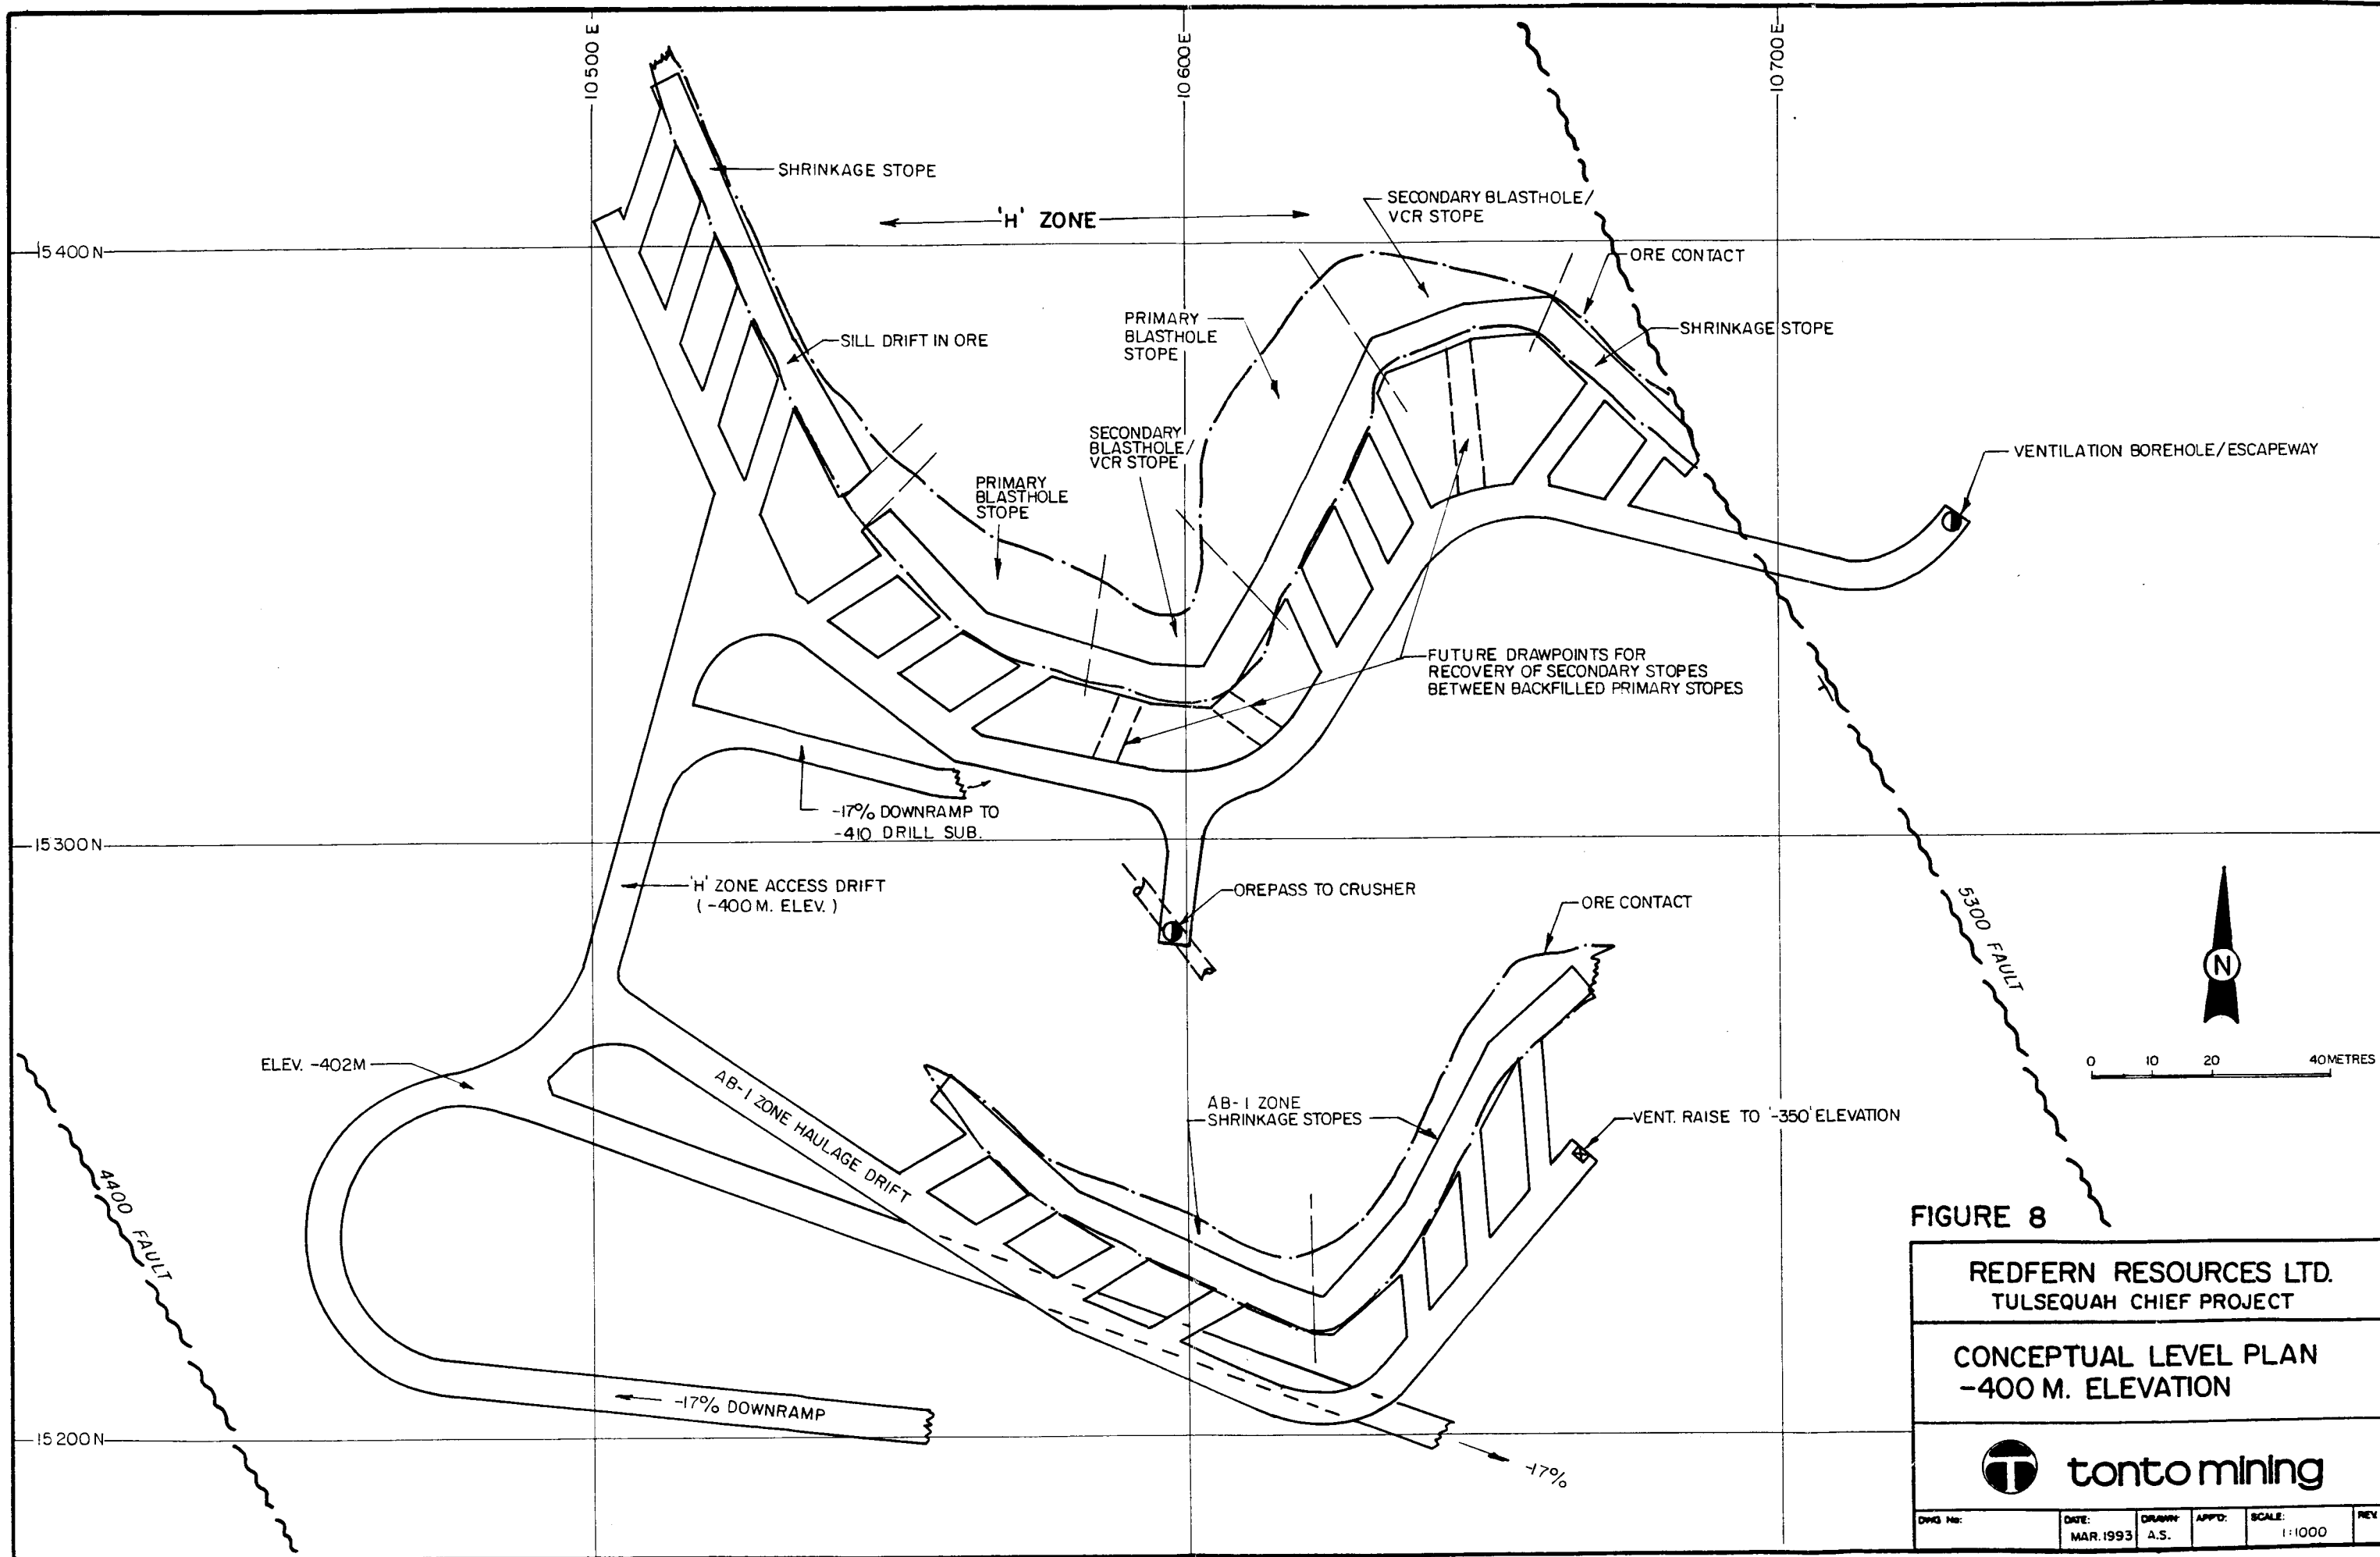 10500 E
10600E
10700E
SHRINKAGE STOPE
'H' ZONE
SECONDARY BLASTHOLE/
VCR STOPE
15400 N
ORE CONTACT
PRIMARY
BLASTHOLE
STOPE
SHRINKAGE STOPE
SILL DRIFT IN ORE
SECONDARY
BLASTHOLE/
VCR STOPE
VENTILATION BOREHOLE/ESCAPEWAY
PRIMARY
BLASTHOLE
STOPE
FUTURE DRAWPOINTS FOR
RECOVERY OF SECONDARY STOPES
BETWEEN BACKFILLED PRIMARY STOPES
-17% DOWNRAMP TO
-410 DRILL SUB.
15300N
'H' ZONE ACCESS DRIFT
( -400 M. ELEV. )
OREPASS TO CRUSHER
ORE CONTACT
5300 FAULT
N
0 10 20 40METRES
ELEV. -402M
AB-1 ZONE HAULAGE DRIFT
AB-1 ZONE
SHRINKAGE STOPES
VENT. RAISE TO '-350' ELEVATION
4400 FAULT
-17% DOWNRAMP
15200N
-17%
FIGURE 8
REDFERN RESOURCES LTD.
TULSEQUAH CHIEF PROJECT
CONCEPTUAL LEVEL PLAN
-400 M. ELEVATION
tonto mining
DWG No: DATE: DRAWN APP'D: SCALE: REV.
MAR.1993 A.S. 1:1000